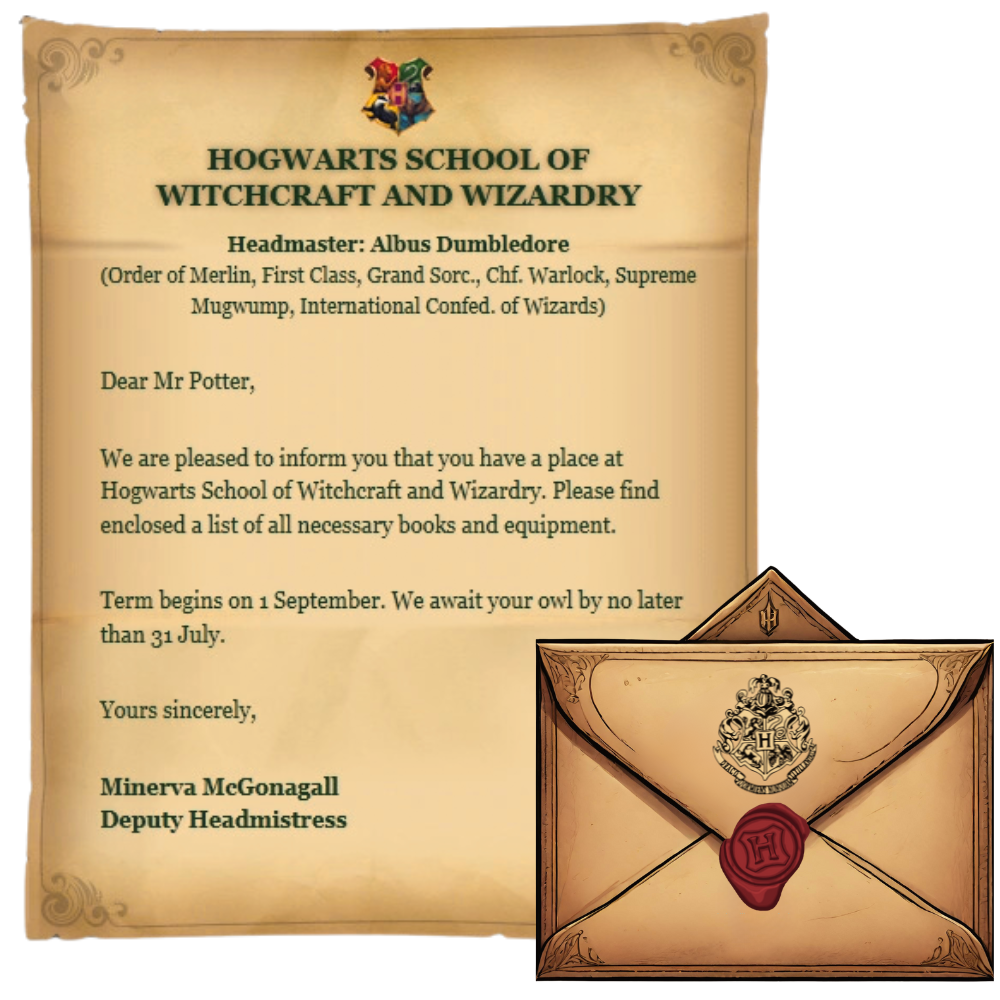 HOGWARTS SCHOOL OF
WITCHCRAFT AND WIZARDRY
Headmaster: Albus Dumbledore
(Order of Merlin, First Class, Grand Sorc., Chf. Warlock, Supreme
Mugwump, International Confed. of Wizards)
Dear Mr Potter,
We are pleased to inform you that you have a place at
Hogwarts School of Witchcraft and Wizardry. Please find
enclosed a list of all necessary books and equipment.
Term begins on 1 September. We await your owl by no later
than 31 July.
Yours sincerely,
Minerva McGonagall
Deputy Headmistress
H
H
H
H